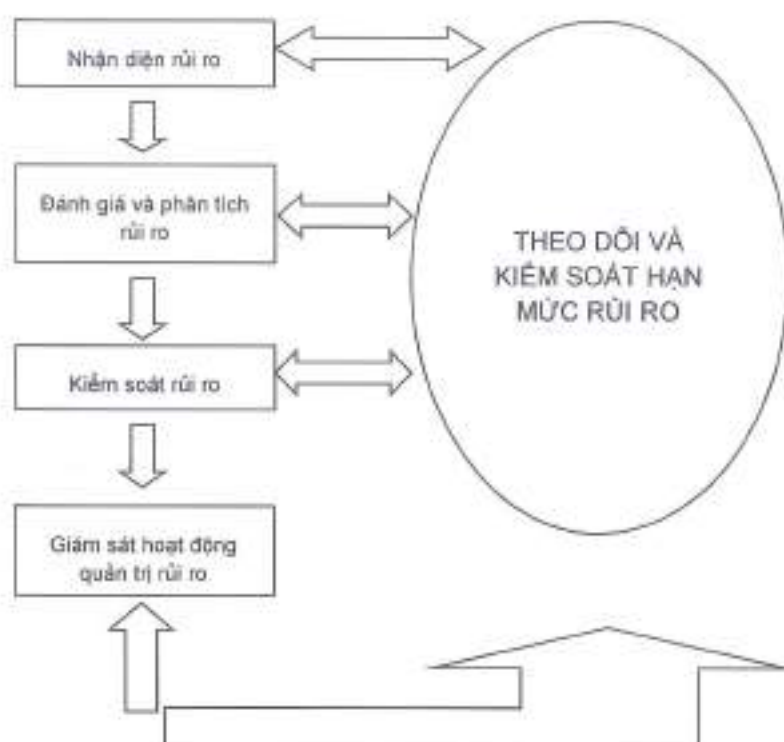 Nhận diện rủi ro
Đánh giá và phân tích
rủi ro
THEO DÕI VÀ
KIỂM SOÁT HẠN
MỨC RỦI RO
Kiểm soát rủi ro
Giám sát hoạt động
quản trị rủi ro